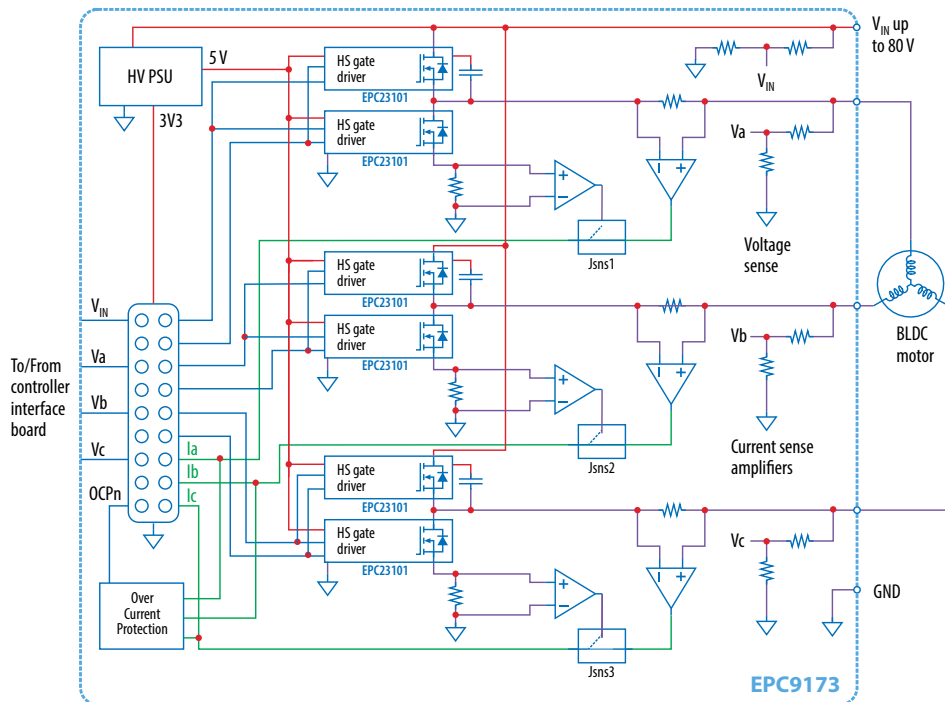 V_IN up
to 80 V
HV PSU
5 V
3V3
HS gate
driver
EPC23101
HS gate
driver
EPC23101
V_IN
Va
Voltage
sense
Jsns1
HS gate
driver
EPC23101
HS gate
driver
EPC23101
Vb
Current sense
amplifiers
Jsns2
BLDC
motor
HS gate
driver
EPC23101
HS gate
driver
EPC23101
Vc
Jsns3
GND
To/From
controller
interface
board
V_IN
Va
Vb
Vc
OCPn
Ia
Ib
Ic
Over
Current
Protection
+
−
+
−
+
−
− +
− +
− +
EPC9173